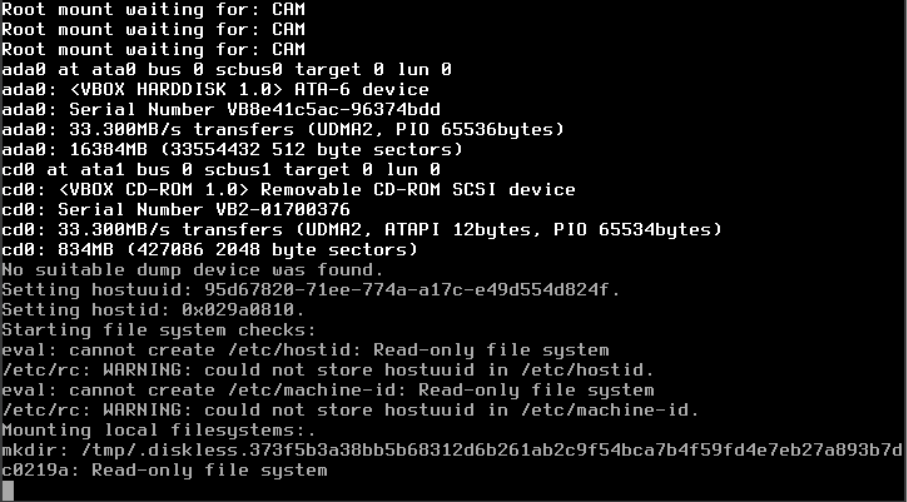 Root mount waiting for: CAM
Root mount waiting for: CAM
Root mount waiting for: CAM
ada0 at ata0 bus 0 scbus0 target 0 lun 0
ada0: <VBOX HARDDISK 1.0> ATA-6 device
ada0: Serial Number VB8e41c5ac-96374bdd
ada0: 33.300MB/s transfers (UDMA2, PIO 65536bytes)
ada0: 16384MB (33554432 512 byte sectors)
cd0 at ata1 bus 0 scbus1 target 0 lun 0
cd0: <VBOX CD-ROM 1.0> Removable CD-ROM SCSI device
cd0: Serial Number VB2-01700376
cd0: 33.300MB/s transfers (UDMA2, ATAPI 12bytes, PIO 65534bytes)
cd0: 834MB (427086 2048 byte sectors)
No suitable dump device was found.
Setting hostuuid: 95d67820-71ee-774a-a17c-e49d554d824f.
Setting hostid: 0x029a0810.
Starting file system checks:
eval: cannot create /etc/hostid: Read-only file system
/etc/rc: WARNING: could not store hostuuid in /etc/hostid.
eval: cannot create /etc/machine-id: Read-only file system
/etc/rc: WARNING: could not store hostuuid in /etc/machine-id.
Mounting local filesystems:.
mkdir: /tmp/.diskless.373f5b3a38bb5b68312d6b261ab2c9f54bca7b4f59fd4e7eb27a893b7d
c0219a: Read-only file system